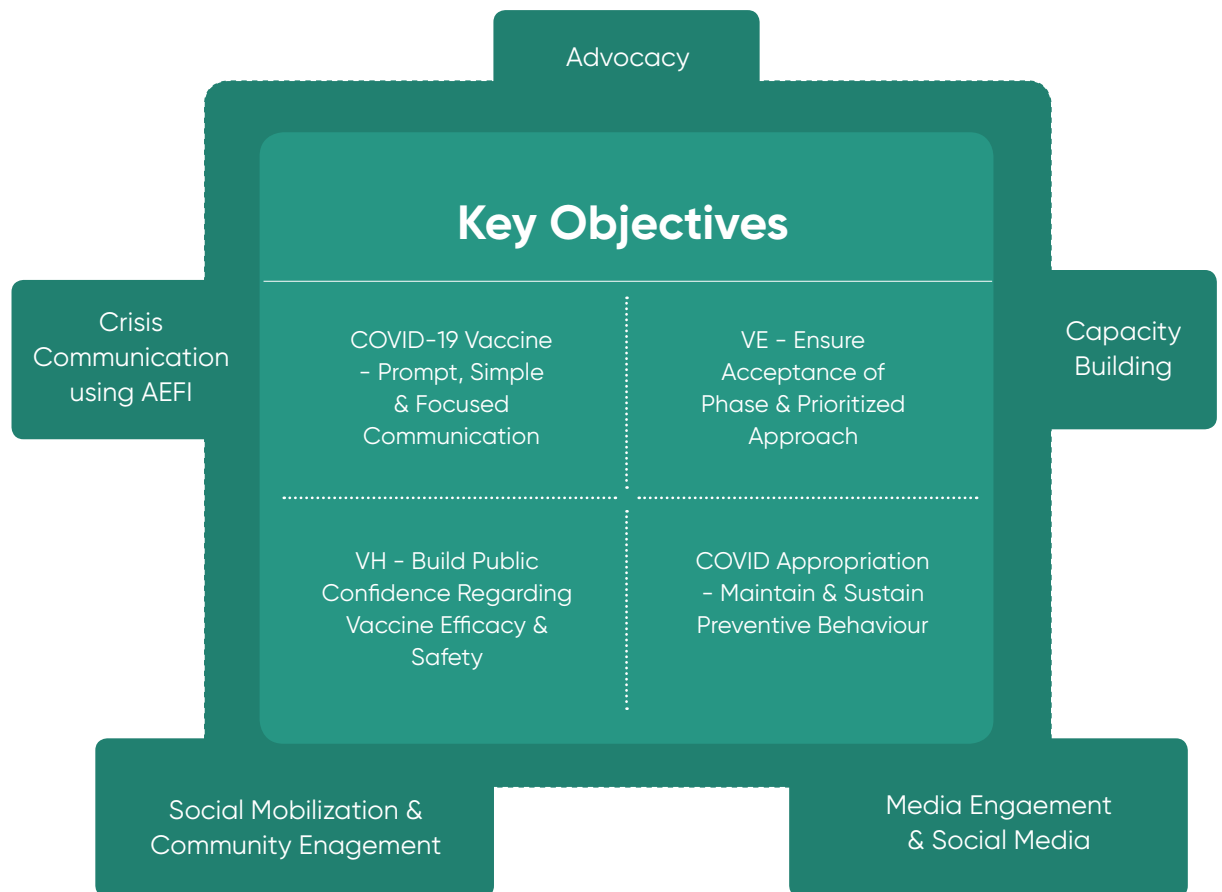 Advocacy
Key Objectives
Crisis
Communication
using AEFI
COVID-19 Vaccine
- Prompt, Simple
& Focused
Communication
VE - Ensure
Acceptance of
Phase & Prioritized
Approach
Capacity
Building
VH - Build Public
Confidence Regarding
Vaccine Efficacy &
Safety
COVID Appropriation
- Maintain & Sustain
Preventive Behaviour
Social Mobilization &
Community Enagement
Media Engaement
& Social Media